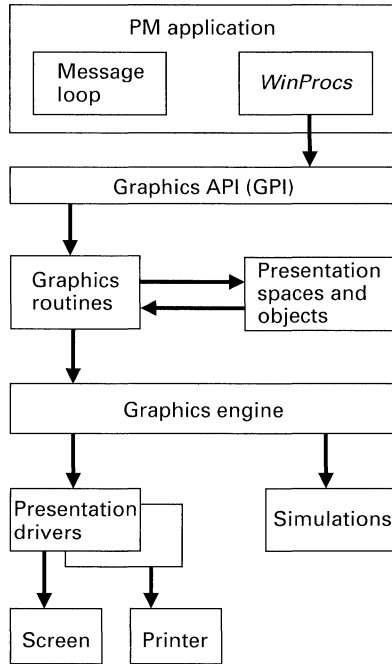 PM application
Message
loop
WinProcs
Graphics API (GPI)
Graphics
routines
Presentation
spaces and
objects
Graphics engine
Presentation
drivers
Simulations
Screen
Printer